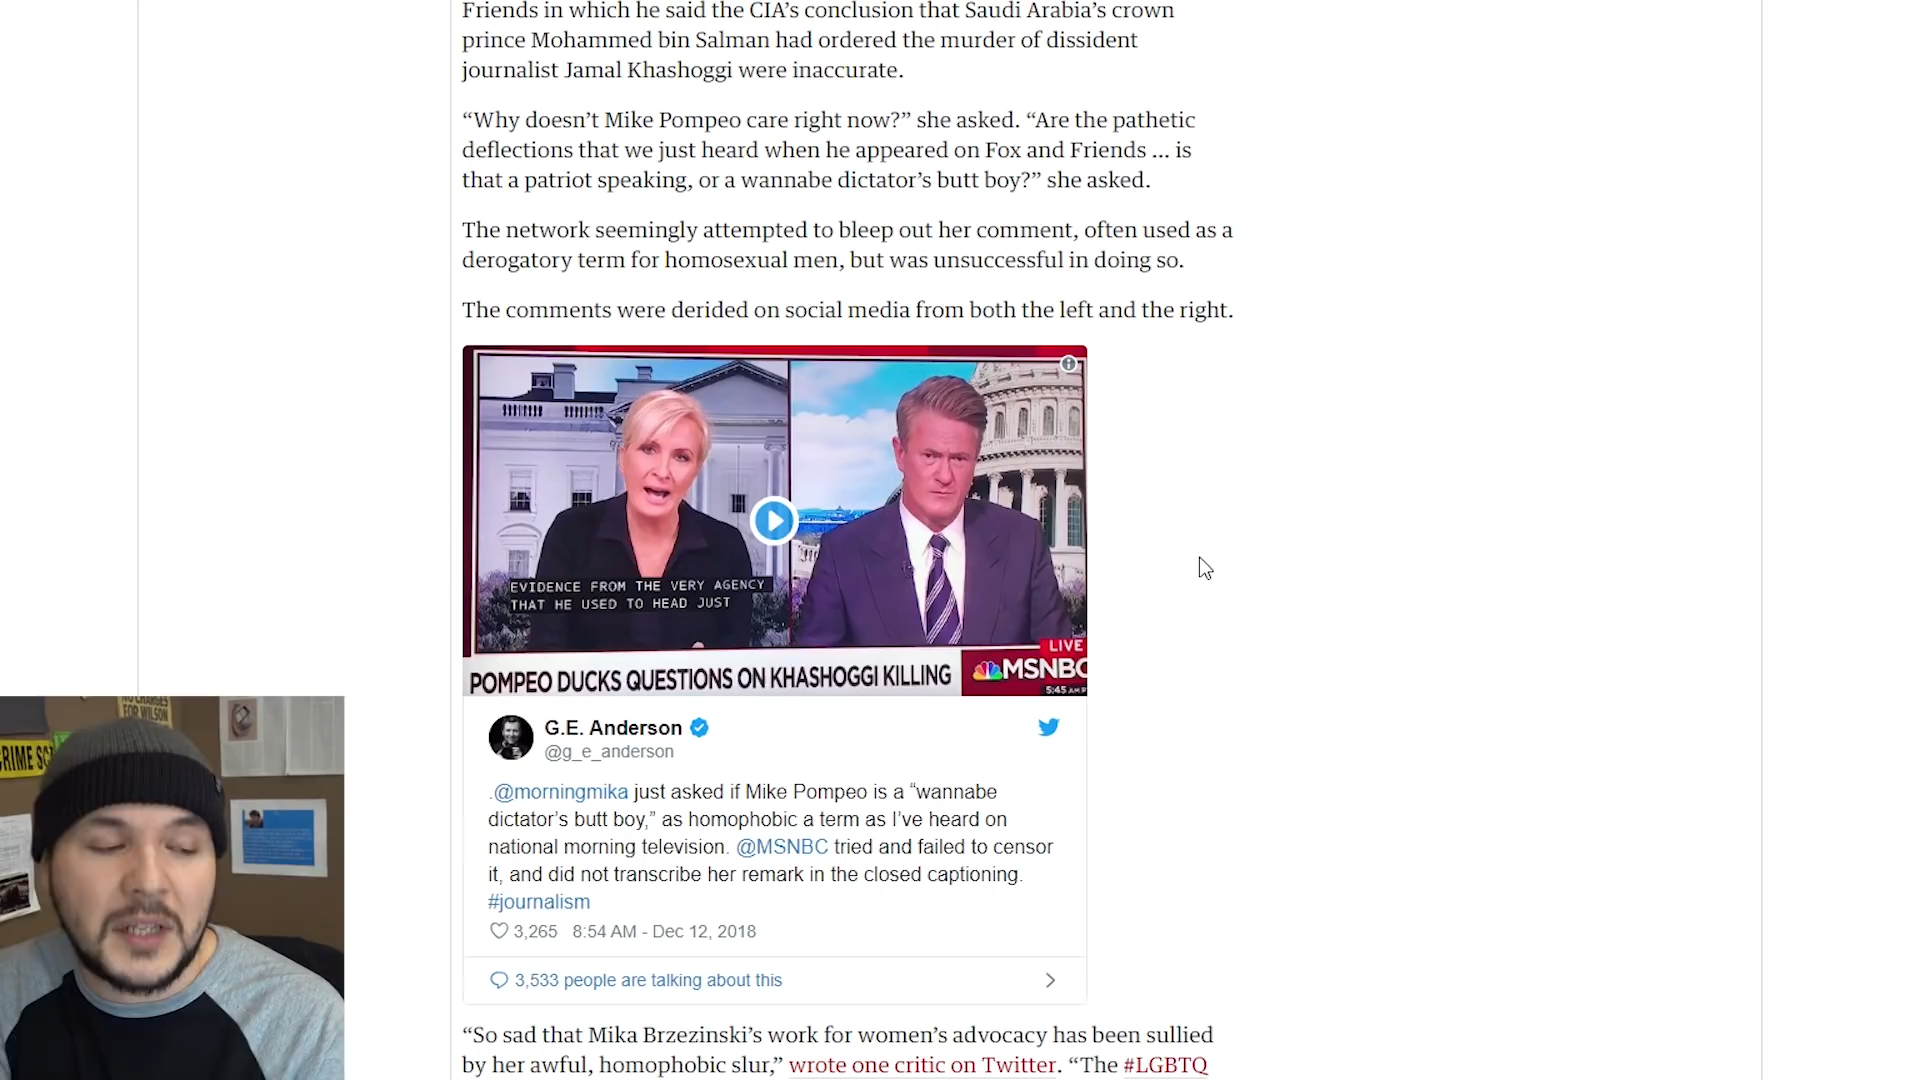 Friends in which he said the CIA’s conclusion that Saudi Arabia’s crown
prince Mohammed bin Salman had ordered the murder of dissident
journalist Jamal Khashoggi were inaccurate.
“Why doesn’t Mike Pompeo care right now?” she asked. “Are the pathetic
deflections that we just heard when he appeared on Fox and Friends ... is
that a patriot speaking, or a wannabe dictator’s butt boy?” she asked.
The network seemingly attempted to bleep out her comment, often used as a
derogatory term for homosexual men, but was unsuccessful in doing so.
The comments were derided on social media from both the left and the right.
EVIDENCE FROM THE VERY AGENCY
THAT HE USED TO HEAD JUST
LIVE
POMPEO DUCKS QUESTIONS ON KHASHOGGI KILLING
MSNBC
5:45 AM P
G.E. Anderson
@g_e_anderson
.@morningmika just asked if Mike Pompeo is a “wannabe
dictator’s butt boy,” as homophobic a term as I’ve heard on
national morning television. @MSNBC tried and failed to censor
it, and did not transcribe her remark in the closed captioning.
#journalism
3,265 8:54 AM - Dec 12, 2018
3,533 people are talking about this
“So sad that Mika Brzezinski’s work for women’s advocacy has been sullied
by her awful, homophobic slur,” wrote one critic on Twitter. “The #LGBTQ
NO CHARGES
FOR WILSON
CRIME SC